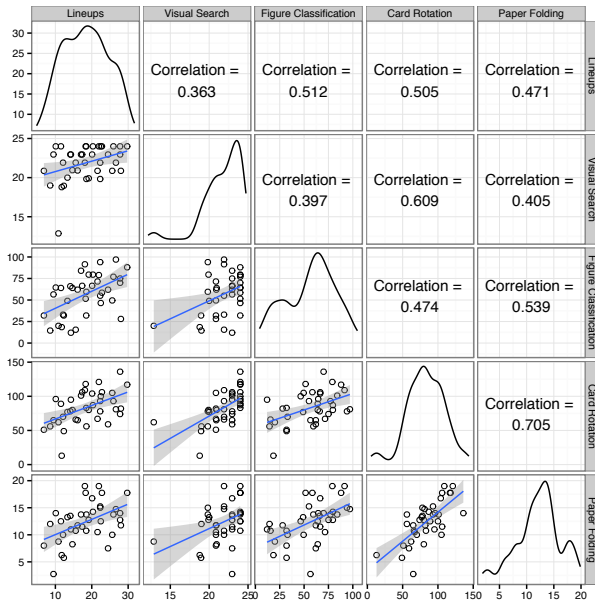 Lineups Visual Search Figure Classification Card Rotation Paper Folding
30
25
20
15
10
Correlation =
0.363
Correlation =
0.512
Correlation =
0.505
Correlation =
0.471
Lineups
25
20
15
Correlation =
0.397
Correlation =
0.609
Correlation =
0.405
Visual Search
100
75
50
25
0
Correlation =
0.474
Correlation =
0.539
Figure Classification
150
100
50
0
Correlation =
0.705
Card Rotation
20
15
10
5
Paper Folding
10 20 30 15 20 25 0 25 50 75 100 0 50 100 150 5 10 15 20